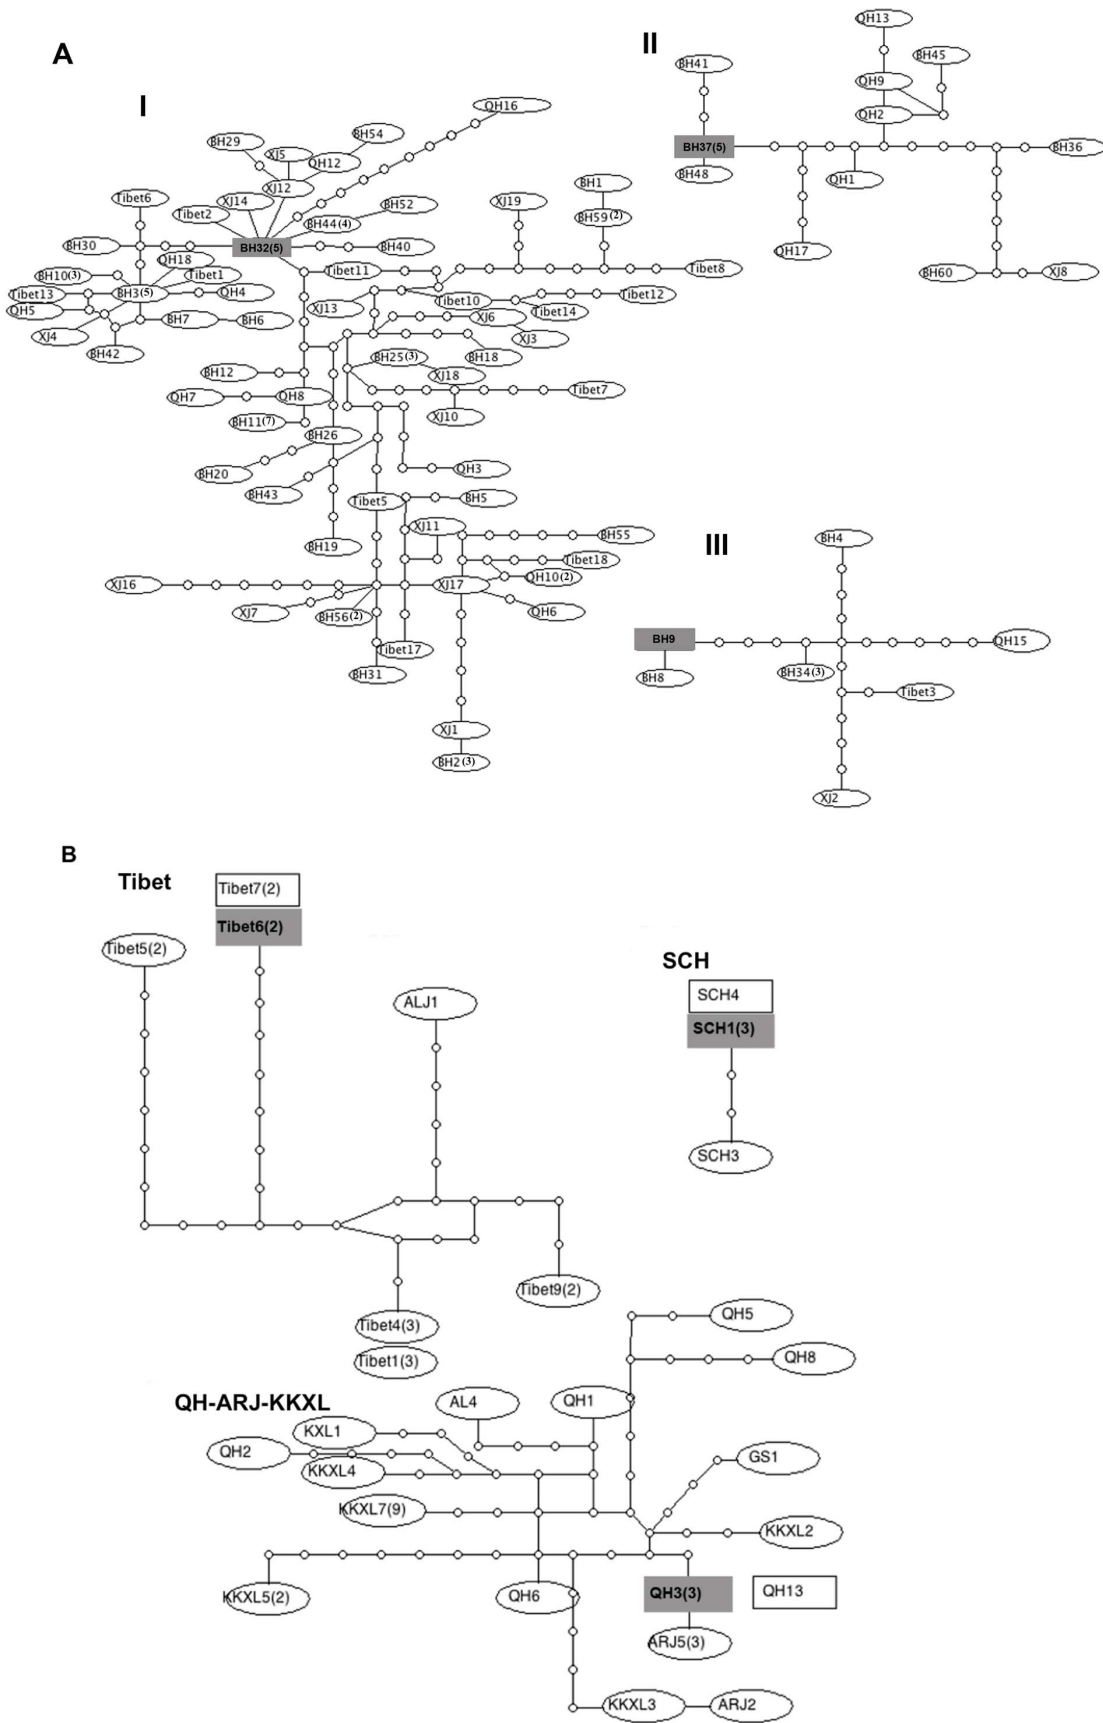 A
I
QH16
BH54
BH29
XJ5
QH12
XJ12
XJ14
Tibet6
Tibet2
BH52
BH44(4)
BH32(5)
BH30
BH40
QH18
BH10(3)
Tibet1
Tibet13
BH3(5)
QH4
QH5
XJ4
BH7
BH6
BH42
BH1
XJ19
BH59(2)
Tibet11
Tibet8
XJ13
Tibet10
Tibet12
Tibet14
XJ6
XJ3
BH25(3)
BH18
XJ18
BH12
QH7
QH8
Tibet7
XJ10
BH11(7)
BH26
BH20
BH43
QH3
Tibet5
BH5
XJ11
BH19
BH55
Tibet18
XJ16
XJ17
QH10(2)
XJ7
BH56(2)
QH6
Tibet17
BH31
XJ1
BH2(3)
II
QH13
BH41
BH45
QH9
QH2
BH37(5)
BH36
BH48
QH1
QH17
BH60
XJ8
III
BH4
BH9
QH15
BH8
BH34(3)
Tibet3
XJ2
B
Tibet
Tibet7(2)
Tibet6(2)
Tibet5(2)
ALJ1
Tibet9(2)
Tibet4(3)
Tibet1(3)
SCH
SCH4
SCH1(3)
SCH3
QH-ARJ-KKXL
QH5
QH8
AL4
QH1
KXL1
QH2
KKXL4
GS1
KKXL7(9)
KKXL2
KKXL5(2)
QH6
QH3(3)
QH13
ARJ5(3)
KKXL3
ARJ2